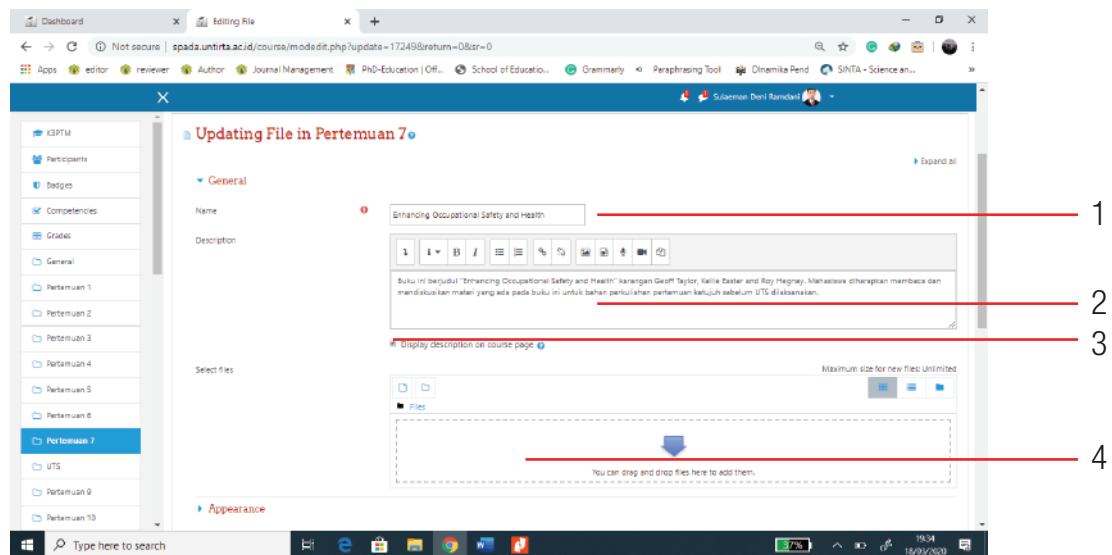 Dashboard
Editing File
Not secure | spada.untirta.ac.id/course/modedit.php?update=17249&return=0&sr=0
Apps editor reviewer Author Journal Management PhD-Education | Off... School of Educatio... Grammarly Paraphrasing Tool DInamika Pend SINTA - Science an... »
Sulaeman Deni Ramdani
K3PTM
Participants
Badges
Competencies
Grades
General
Pertemuan 1
Pertemuan 2
Pertemuan 3
Pertemuan 4
Pertemuan 5
Pertemuan 6
Pertemuan 7
UTS
Pertemuan 9
Pertemuan 10
Updating File in Pertemuan 7
Expand all
General
Name
Enhancing Occupational Safety and Health
1
Description
B I
Buku ini berjudul "Enhancing Occupational Safety and Health" karangan Geoff Taylor, Kellie Easter and Roy Hegney. Mahasiswa diharapkan membaca dan
mendiskusikan materi yang ada pada buku ini untuk bahan perkuliahan pertemuan ketujuh sebelum UTS dilaksanakan.
2
Display description on course page
3
Select files
Maximum size for new files: Unlimited
Files
You can drag and drop files here to add them.
4
Appearance
Type here to search
37%
19:34
18/03/2020